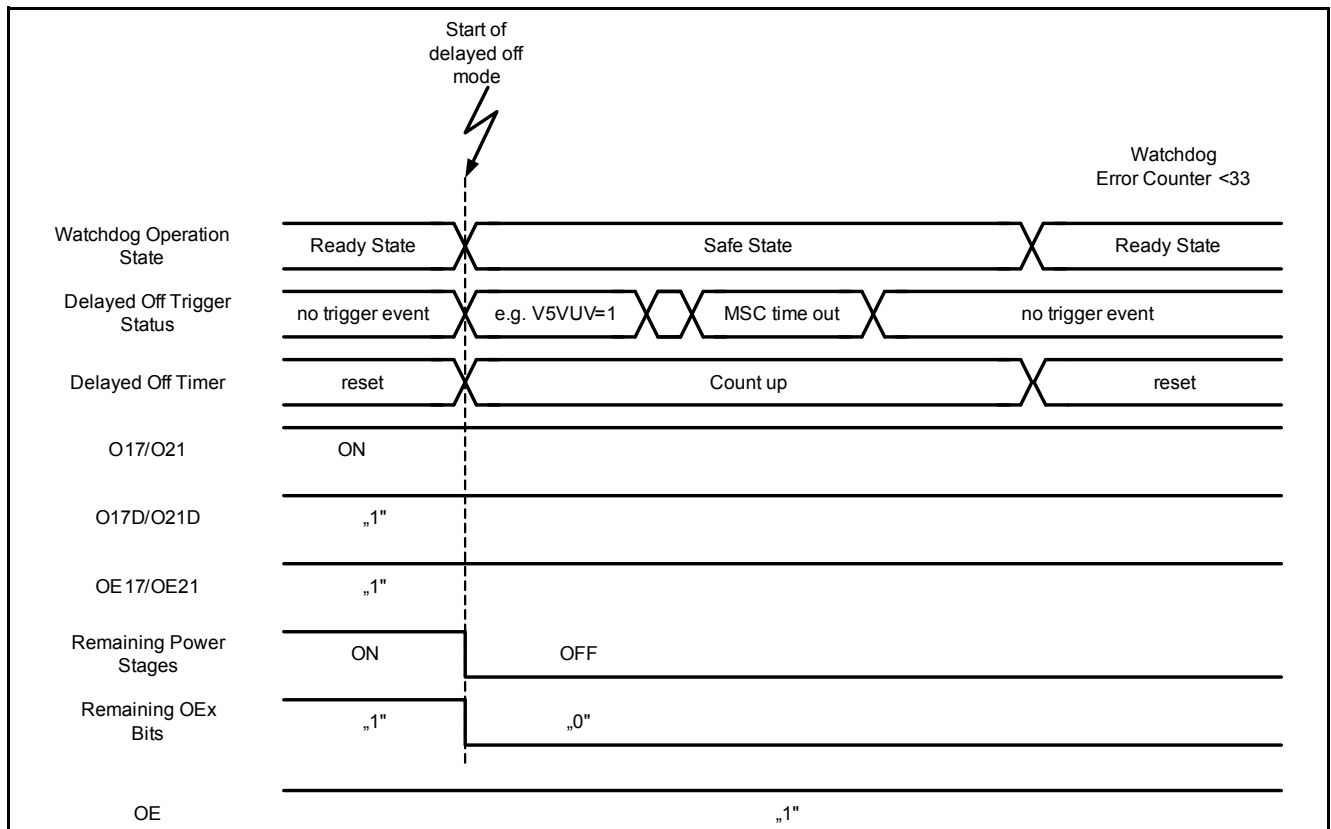 Start of
delayed off
mode
Watchdog
Error Counter <33
Watchdog Operation
State
Ready State
Safe State
Ready State
Delayed Off Trigger
Status
no trigger event
e.g. V5VUV=1
MSC time out
no trigger event
Delayed Off Timer
reset
Count up
reset
O17/O21
ON
O17D/O21D
„1"
OE17/OE21
„1"
Remaining Power
Stages
ON
OFF
Remaining OEx
Bits
„1"
„0"
OE
„1"